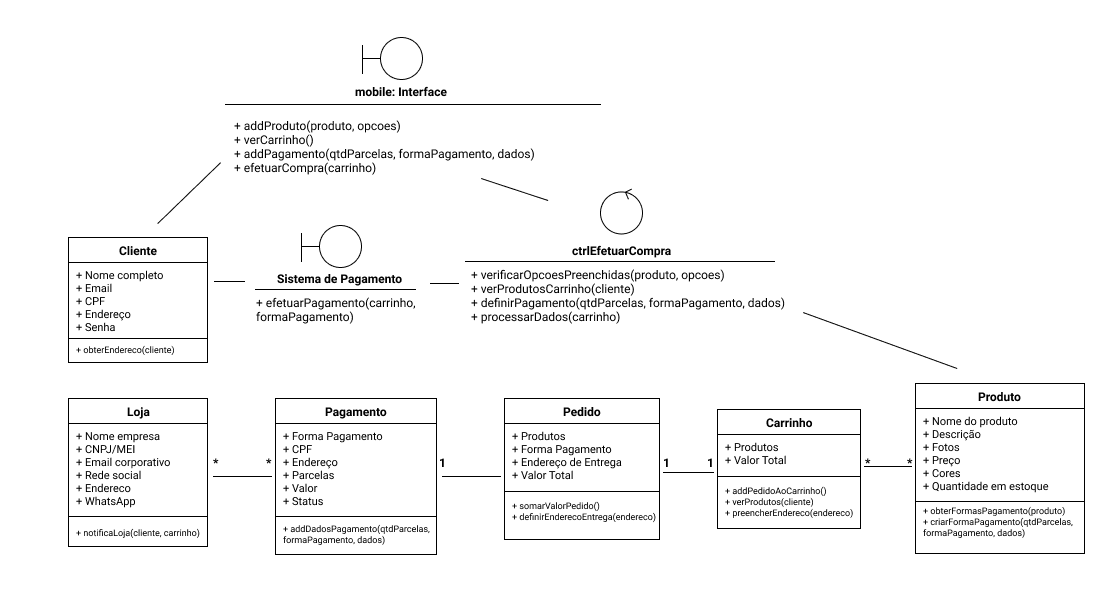 mobile: Interface
+ addProduto(produto, opcoes)
+ verCarrinho()
+ addPagamento(qtdParcelas, formaPagamento, dados)
+ efetuarCompra(carrinho)
Cliente
+ Nome completo
+ Email
+ CPF
+ Endereço
+ Senha
+ obterEndereco(cliente)
Sistema de Pagamento
+ efetuarPagamento(carrinho,
formaPagamento)
ctrlEfetuarCompra
+ verificarOpcoesPreenchidas(produto, opcoes)
+ verProdutosCarrinho(cliente)
+ definirPagamento(qtdParcelas, formaPagamento, dados)
+ processarDados(carrinho)
Loja
+ Nome empresa
+ CNPJ/MEI
+ Email corporativo
+ Rede social
+ Endereco
+ WhatsApp
+ notificaLoja(cliente, carrinho)
* *
Pagamento
+ Forma Pagamento
+ CPF
+ Endereço
+ Parcelas
+ Valor
+ Status
+ addDadosPagamento(qtdParcelas,
formaPagamento, dados)
1
Pedido
+ Produtos
+ Forma Pagamento
+ Endereço de Entrega
+ Valor Total
+ somarValorPedido()
+ definirEnderecoEntrega(endereco)
1 1
Carrinho
+ Produtos
+ Valor Total
+ addPedidoAoCarrinho()
+ verProdutos(cliente)
+ preencherEndereco(endereco)
* *
Produto
+ Nome do produto
+ Descrição
+ Fotos
+ Preço
+ Cores
+ Quantidade em estoque
+ obterFormasPagamento(produto)
+ criarFormaPagamento(qtdParcelas,
formaPagamento, dados)